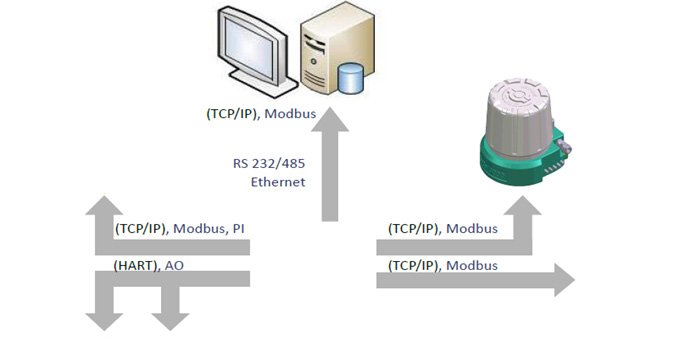 (TCP/IP), Modbus
RS 232/485
Ethernet
(TCP/IP), Modbus, PI
(TCP/IP), Modbus
(HART), AO
(TCP/IP), Modbus